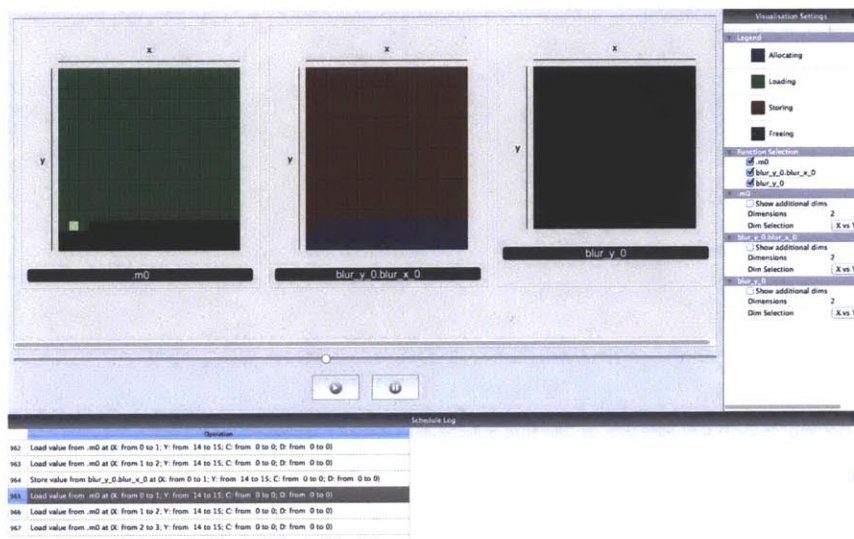 Visualisation Settings
Legend
Allocating
Loading
Storing
Freeing
Function Selection
.m0
blur_y_0.blur_x_0
blur_y_0
.m0
Show additional dims
Dimensions 2
Dim Selection X vs Y
blur_y_0.blur_x_0
Show additional dims
Dimensions 2
Dim Selection X vs Y
blur_y_0
Show additional dims
Dimensions 2
Dim Selection X vs Y
x
x
x
y
y
y
.m0
blur_y_0.blur_x_0
blur_y_0
Schedule Log
Operation
962 Load value from .m0 at (X: from 0 to 1; Y: from 14 to 15; C: from 0 to 0; D: from 0 to 0)
963 Load value from .m0 at (X: from 1 to 2; Y: from 14 to 15; C: from 0 to 0; D: from 0 to 0)
964 Store value from blur_y_0.blur_x_0 at (X: from 0 to 1; Y: from 14 to 15; C: from 0 to 0; D: from 0 to 0)
965 Load value from .m0 at (X: from 0 to 1; Y: from 14 to 15; C: from 0 to 0; D: from 0 to 0)
966 Load value from .m0 at (X: from 1 to 2; Y: from 14 to 15; C: from 0 to 0; D: from 0 to 0)
967 Load value from .m0 at (X: from 2 to 3; Y: from 14 to 15; C: from 0 to 0; D: from 0 to 0)